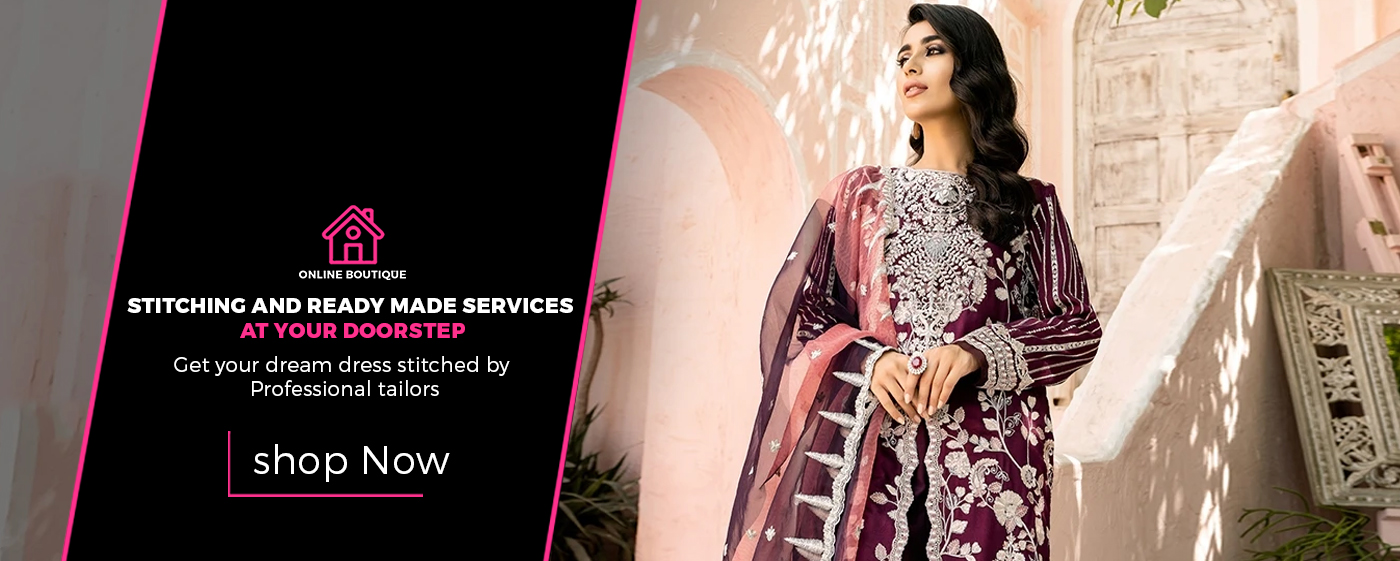 ONLINE BOUTIQUE
STITCHING AND READY MADE SERVICES
AT YOUR DOORSTEP
Get your dream dress stitched by
Professional tailors
shop Now